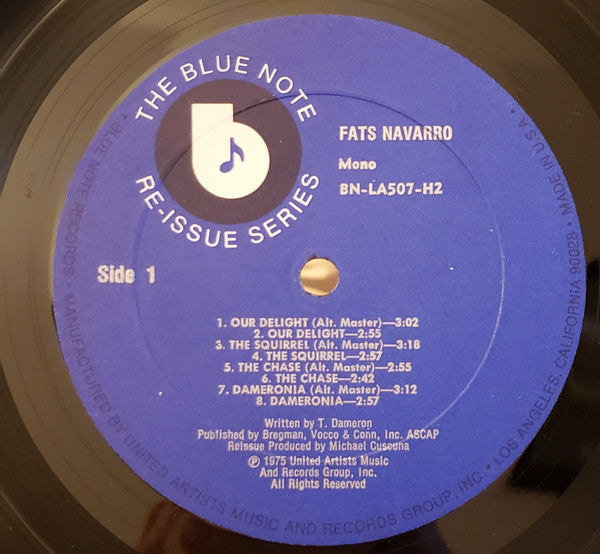 THE BLUE NOTE
RE-ISSUE SERIES
b
FATS NAVARRO
Mono
BN-LA507-H2
Side 1
1. OUR DELIGHT (Alt. Master)—3:02
2. OUR DELIGHT—2:55
3. THE SQUIRREL (Alt. Master)—3:18
4. THE SQUIRREL—2:57
5. THE CHASE (Alt. Master)—2:55
6. THE CHASE—2:42
7. DAMERONIA (Alt. Master)—3:12
8. DAMERONIA—2:57
Written by T. Dameron
Published by Bregman, Vocco & Conn, Inc. ASCAP
Reissue Produced by Michael Cuscuna
℗ 1975 United Artists Music
And Records Group, Inc.
All Rights Reserved
• BLUE NOTE RECORDS • MANUFACTURED BY UNITED ARTISTS MUSIC AND RECORDS GROUP, INC. • LOS ANGELES, CALIFORNIA 90028 • MADE IN U.S.A. •